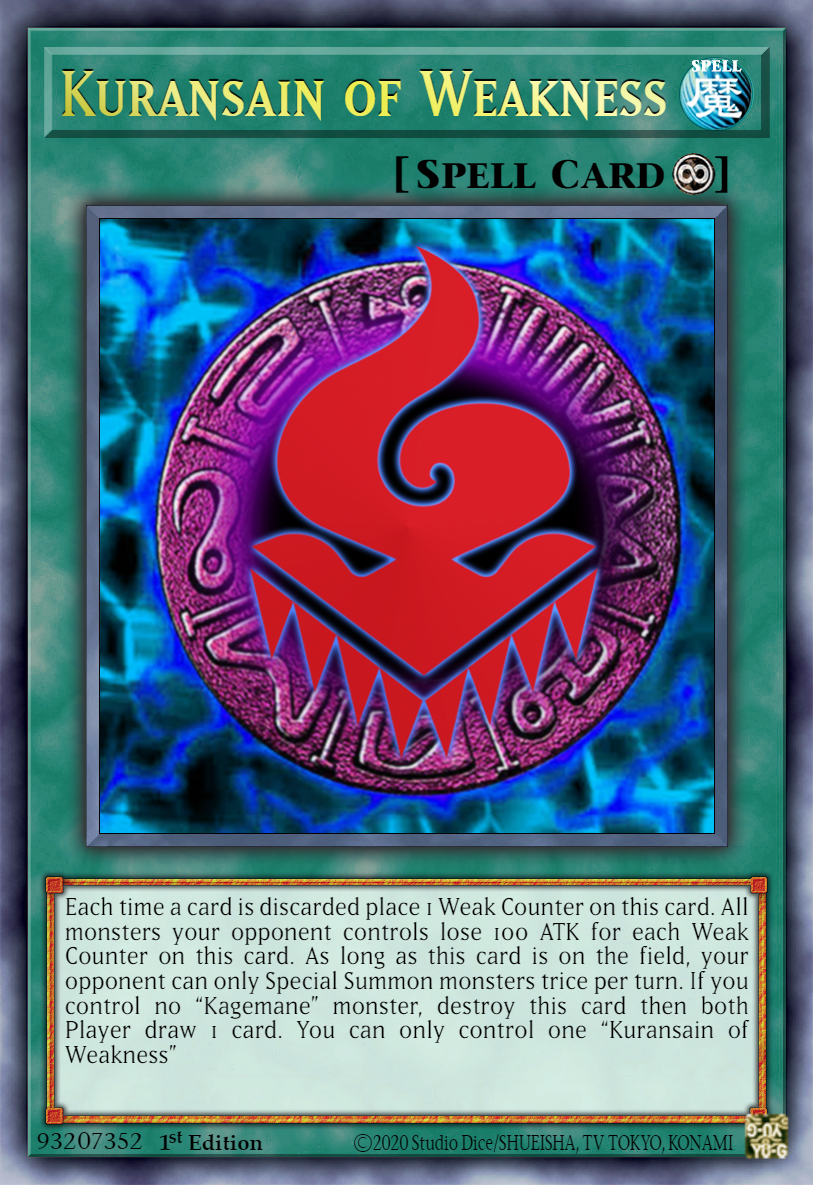 Kuransain of Weakness
SPELL
魔
[Spell Card]
Each time a card is discarded place 1 Weak Counter on this card. All
monsters your opponent controls lose 100 ATK for each Weak
Counter on this card. As long as this card is on the field, your
opponent can only Special Summon monsters trice per turn. If you
control no “Kagemane” monster, destroy this card then both
Player draw 1 card. You can only control one “Kuransain of
Weakness”
93207352 1st Edition ©2020 Studio Dice/SHUEISHA, TV TOKYO, KONAMI